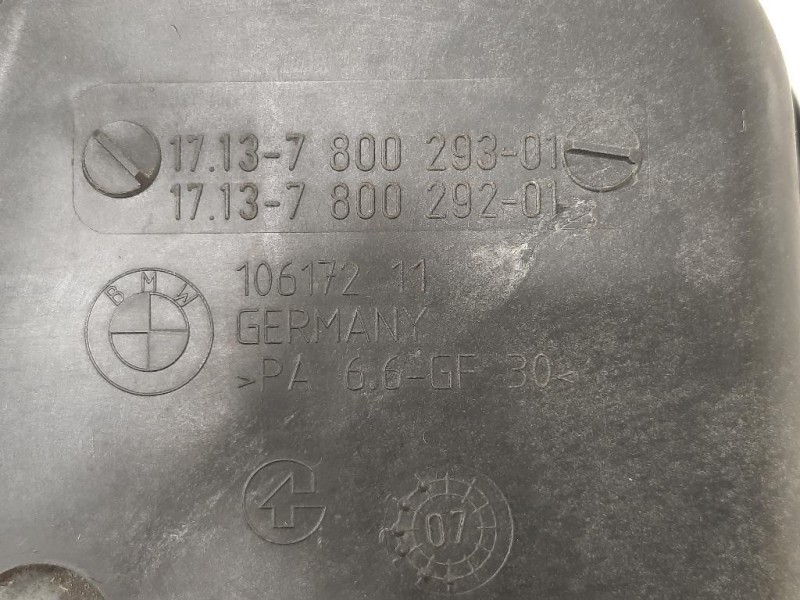 17.13-7 800 293-01
17.13-7 800 292-01
BMW
106172 11
GERMANY
>PA 6.6-GF 30<
07